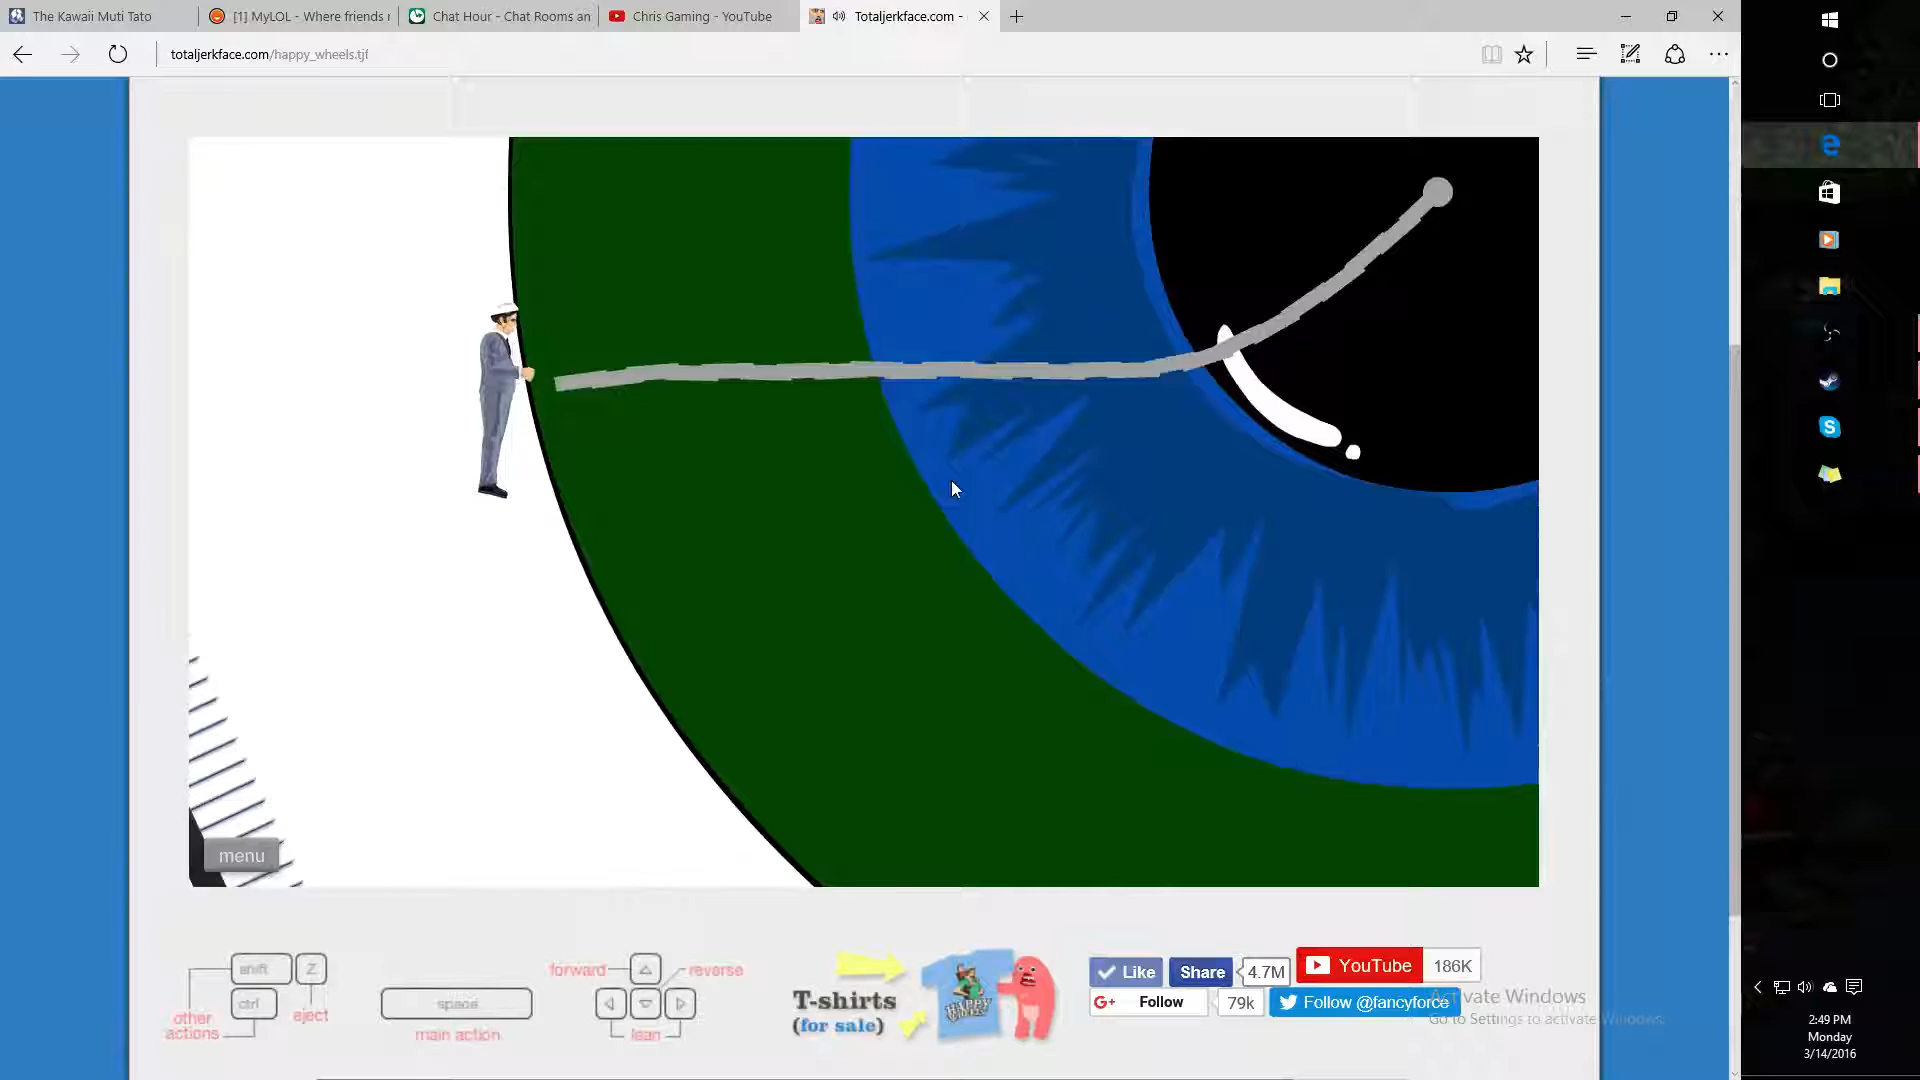 The Kawaii Muti Tato
[1] MyLOL - Where friends
Chat Hour - Chat Rooms an
Chris Gaming - YouTube
Totaljerkface.com -
totaljerkface.com/happy_wheels.tjf
menu
shift
Z
ctrl
other actions
eject
space
main action
forward
reverse
lean
T-shirts
(for sale)
HAPPY WHEELS
Like
Share
4.7M
YouTube
186K
G+
Follow
79k
Follow @fancyforce
Activate Windows
Go to Settings to activate Windows.
2:49 PM
Monday
3/14/2016